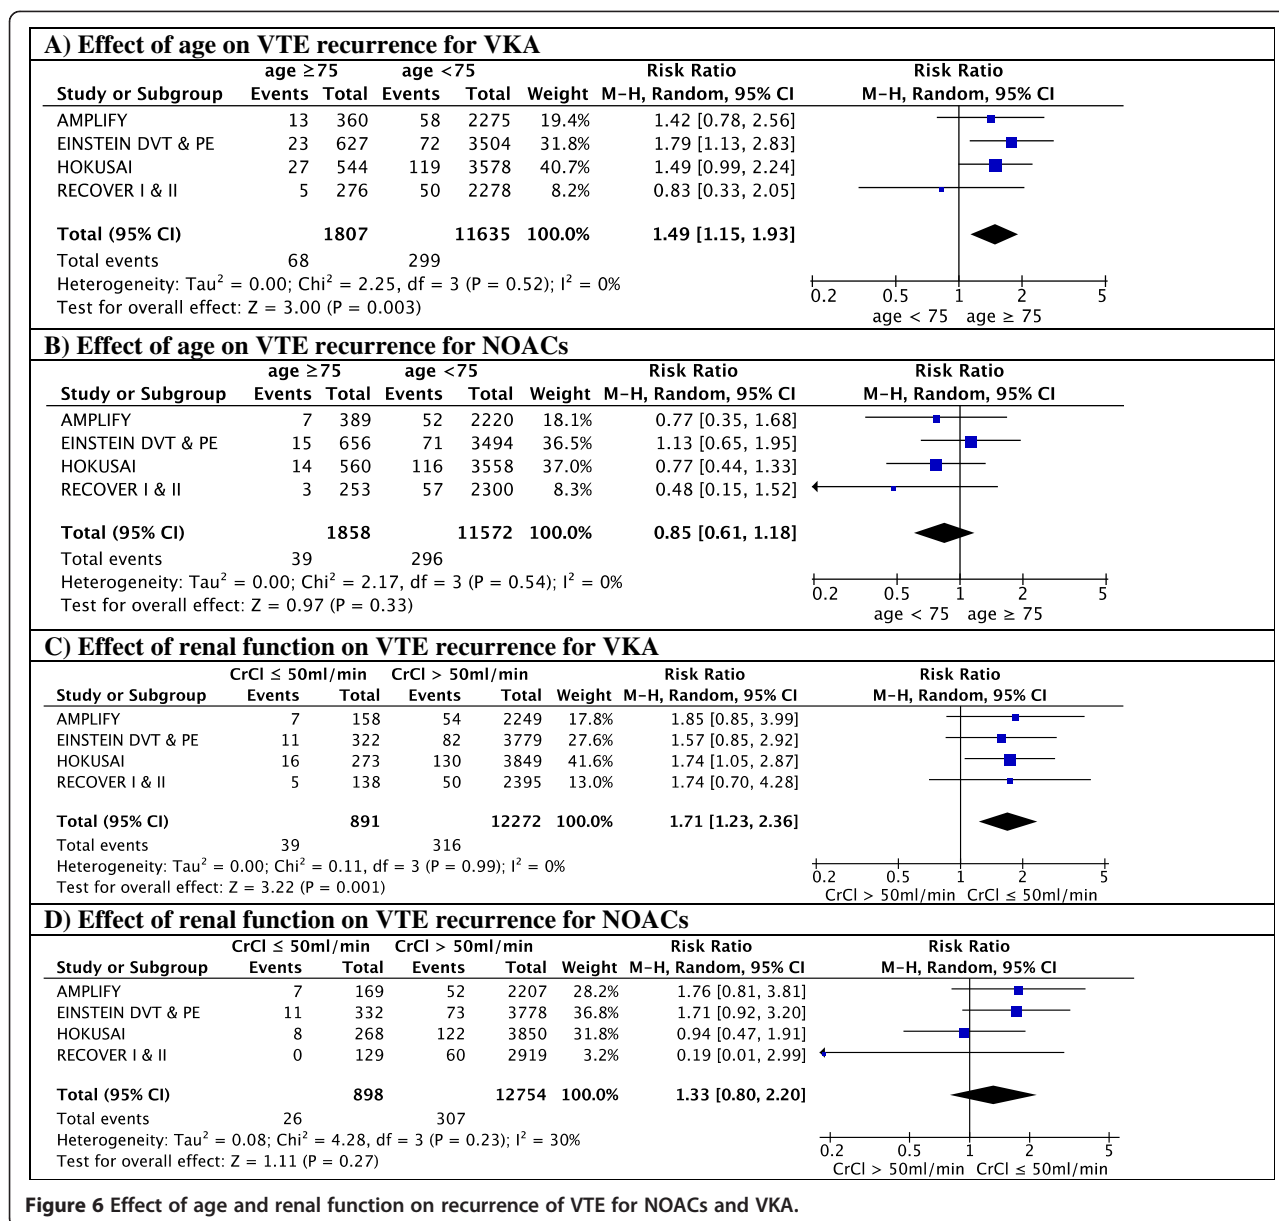 A) Effect of age on VTE recurrence for VKA
age ≥75 age <75 Risk Ratio Risk Ratio
Study or Subgroup Events Total Events Total Weight M-H, Random, 95% CI M-H, Random, 95% CI
AMPLIFY 13 360 58 2275 19.4% 1.42 [0.78, 2.56]
EINSTEIN DVT & PE 23 627 72 3504 31.8% 1.79 [1.13, 2.83]
HOKUSAI 27 544 119 3578 40.7% 1.49 [0.99, 2.24]
RECOVER I & II 5 276 50 2278 8.2% 0.83 [0.33, 2.05]
Total (95% CI) 1807 11635 100.0% 1.49 [1.15, 1.93]
Total events 68 299
Heterogeneity: Tau² = 0.00; Chi² = 2.25, df = 3 (P = 0.52); I² = 0%
Test for overall effect: Z = 3.00 (P = 0.003)
0.2 0.5 1 2 5
age < 75 age ≥ 75
B) Effect of age on VTE recurrence for NOACs
age ≥75 age <75 Risk Ratio Risk Ratio
Study or Subgroup Events Total Events Total Weight M-H, Random, 95% CI M-H, Random, 95% CI
AMPLIFY 7 389 52 2220 18.1% 0.77 [0.35, 1.68]
EINSTEIN DVT & PE 15 656 71 3494 36.5% 1.13 [0.65, 1.95]
HOKUSAI 14 560 116 3558 37.0% 0.77 [0.44, 1.33]
RECOVER I & II 3 253 57 2300 8.3% 0.48 [0.15, 1.52]
Total (95% CI) 1858 11572 100.0% 0.85 [0.61, 1.18]
Total events 39 296
Heterogeneity: Tau² = 0.00; Chi² = 2.17, df = 3 (P = 0.54); I² = 0%
Test for overall effect: Z = 0.97 (P = 0.33)
0.2 0.5 1 2 5
age < 75 age ≥ 75
C) Effect of renal function on VTE recurrence for VKA
CrCl ≤ 50ml/min CrCl > 50ml/min Risk Ratio Risk Ratio
Study or Subgroup Events Total Events Total Weight M-H, Random, 95% CI M-H, Random, 95% CI
AMPLIFY 7 158 54 2249 17.8% 1.85 [0.85, 3.99]
EINSTEIN DVT & PE 11 322 82 3779 27.6% 1.57 [0.85, 2.92]
HOKUSAI 16 273 130 3849 41.6% 1.74 [1.05, 2.87]
RECOVER I & II 5 138 50 2395 13.0% 1.74 [0.70, 4.28]
Total (95% CI) 891 12272 100.0% 1.71 [1.23, 2.36]
Total events 39 316
Heterogeneity: Tau² = 0.00; Chi² = 0.11, df = 3 (P = 0.99); I² = 0%
Test for overall effect: Z = 3.22 (P = 0.001)
0.2 0.5 1 2 5
CrCl > 50ml/min CrCl ≤ 50ml/min
D) Effect of renal function on VTE recurrence for NOACs
CrCl ≤ 50ml/min CrCl > 50ml/min Risk Ratio Risk Ratio
Study or Subgroup Events Total Events Total Weight M-H, Random, 95% CI M-H, Random, 95% CI
AMPLIFY 7 169 52 2207 28.2% 1.76 [0.81, 3.81]
EINSTEIN DVT & PE 11 332 73 3778 36.8% 1.71 [0.92, 3.20]
HOKUSAI 8 268 122 3850 31.8% 0.94 [0.47, 1.91]
RECOVER I & II 0 129 60 2919 3.2% 0.19 [0.01, 2.99]
Total (95% CI) 898 12754 100.0% 1.33 [0.80, 2.20]
Total events 26 307
Heterogeneity: Tau² = 0.08; Chi² = 4.28, df = 3 (P = 0.23); I² = 30%
Test for overall effect: Z = 1.11 (P = 0.27)
0.2 0.5 1 2 5
CrCl > 50ml/min CrCl ≤ 50ml/min
Figure 6 Effect of age and renal function on recurrence of VTE for NOACs and VKA.